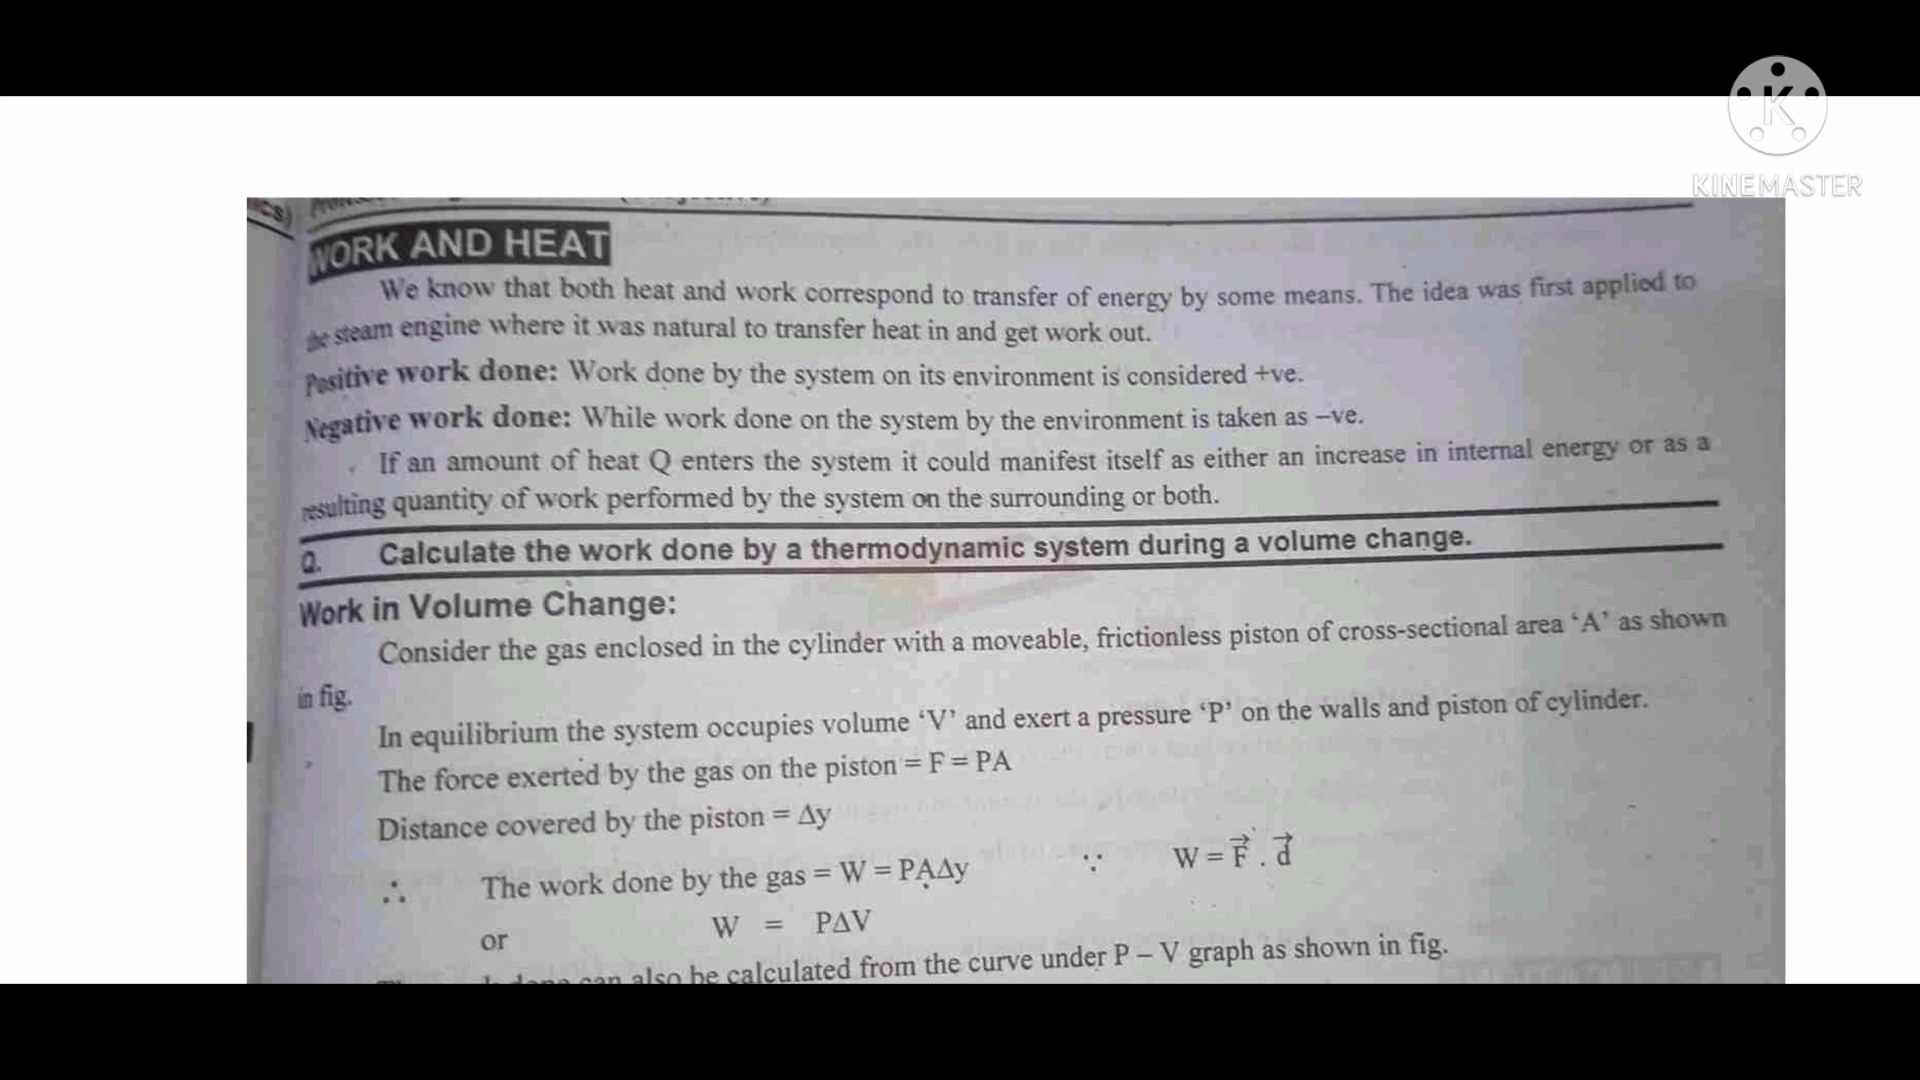 K
KINEMASTER
WORK AND HEAT
We know that both heat and work correspond to transfer of energy by some means. The idea was first applied to
the steam engine where it was natural to transfer heat in and get work out.
Positive work done: Work done by the system on its environment is considered +ve.
Negative work done: While work done on the system by the environment is taken as –ve.
If an amount of heat Q enters the system it could manifest itself as either an increase in internal energy or as a
resulting quantity of work performed by the system on the surrounding or both.
Q. Calculate the work done by a thermodynamic system during a volume change.
Work in Volume Change:
Consider the gas enclosed in the cylinder with a moveable, frictionless piston of cross-sectional area ‘A’ as shown
in fig.
In equilibrium the system occupies volume ‘V’ and exert a pressure ‘P’ on the walls and piston of cylinder.
The force exerted by the gas on the piston = F = PA
Distance covered by the piston = Δy
∴ The work done by the gas = W = PAΔy ∵ W = F⃗ . d⃗
or W = PΔV
done can also be calculated from the curve under P – V graph as shown in fig.